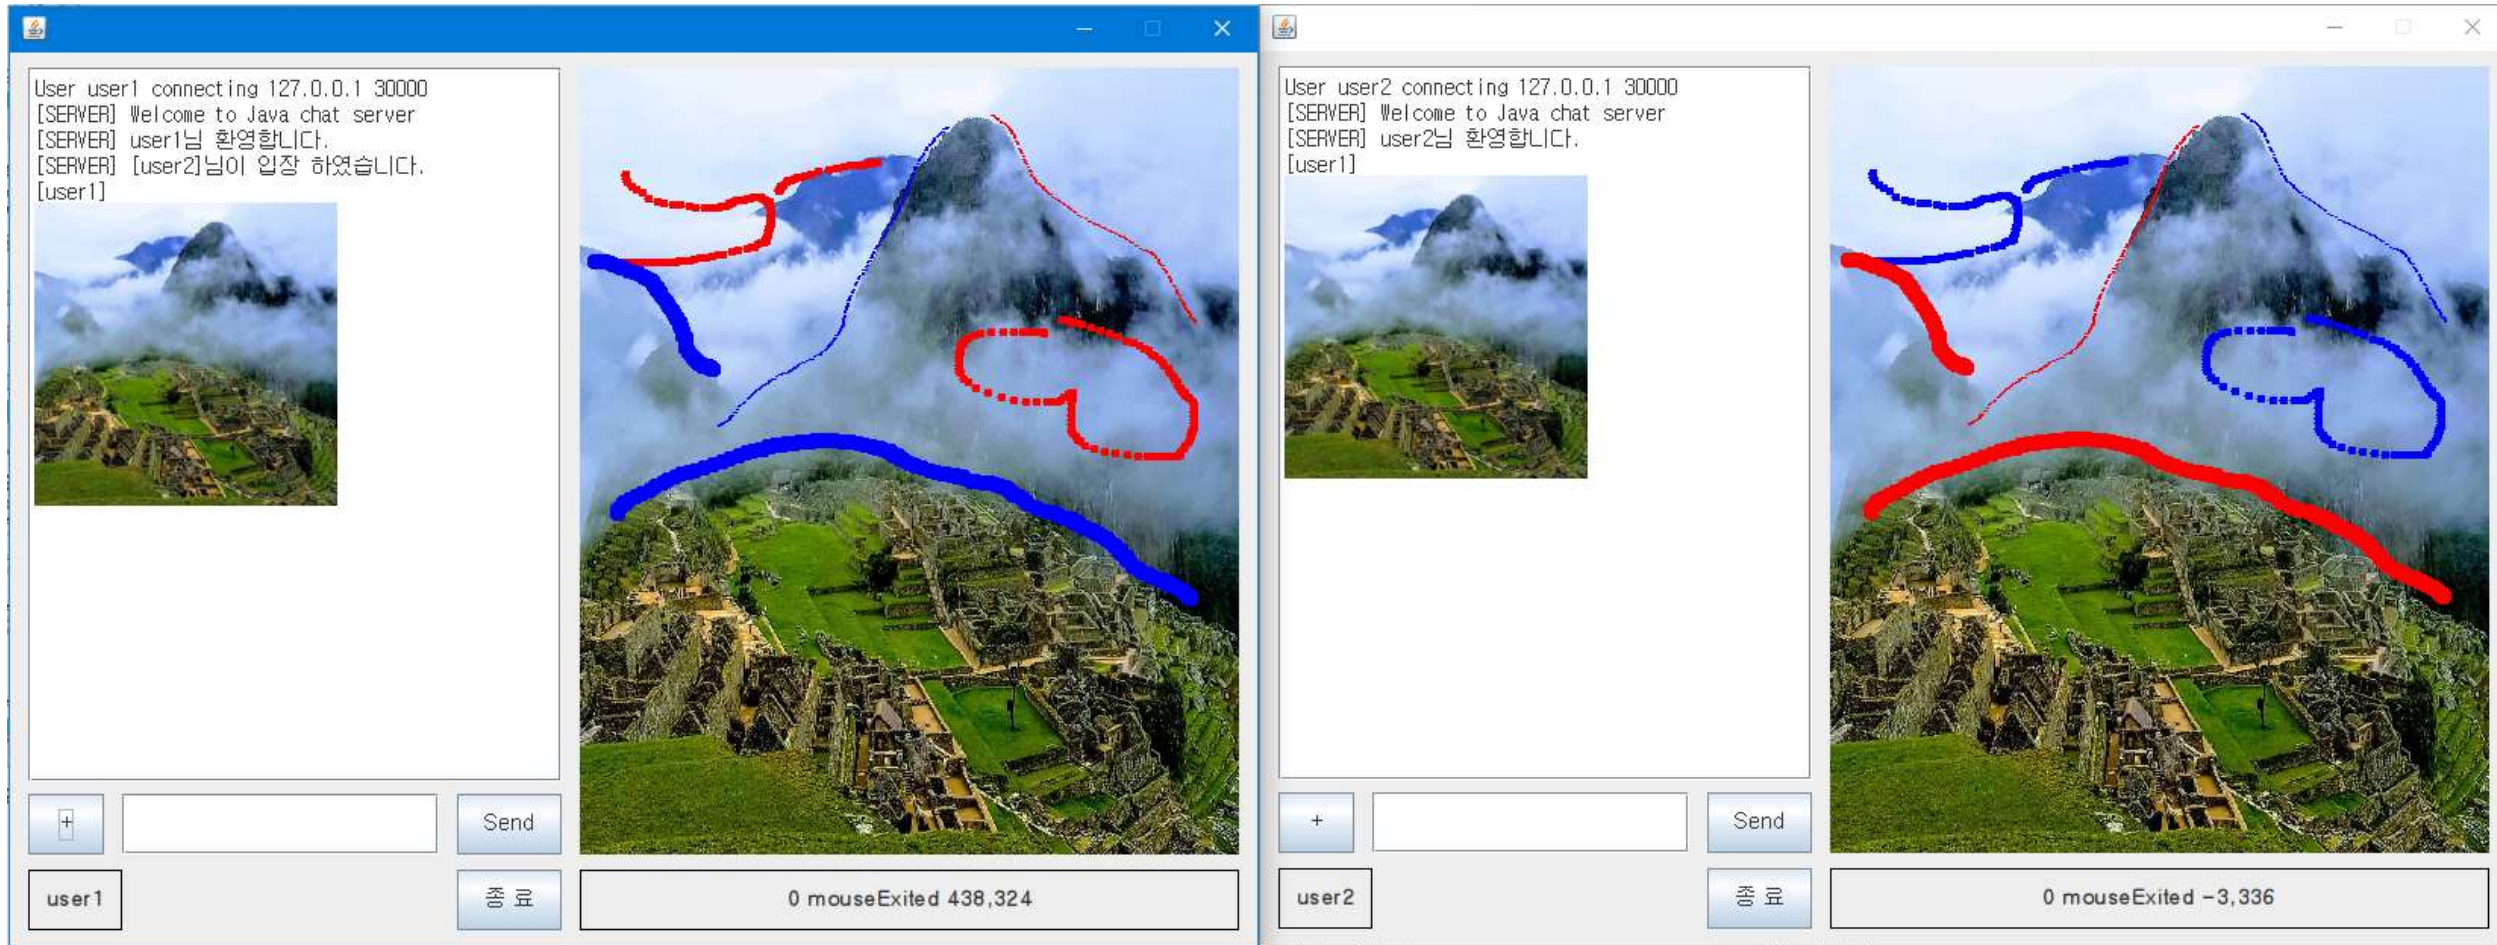 User user1 connecting 127.0.0.1 30000
[SERVER] Welcome to Java chat server
[SERVER] user1님 환영합니다.
[SERVER] [user2]님이 입장 하였습니다.
[user1]
+
Send
user1
종 료
0 mouseExited 438,324
User user2 connecting 127.0.0.1 30000
[SERVER] Welcome to Java chat server
[SERVER] user2님 환영합니다.
[user1]
+
Send
user2
종 료
0 mouseExited -3,336